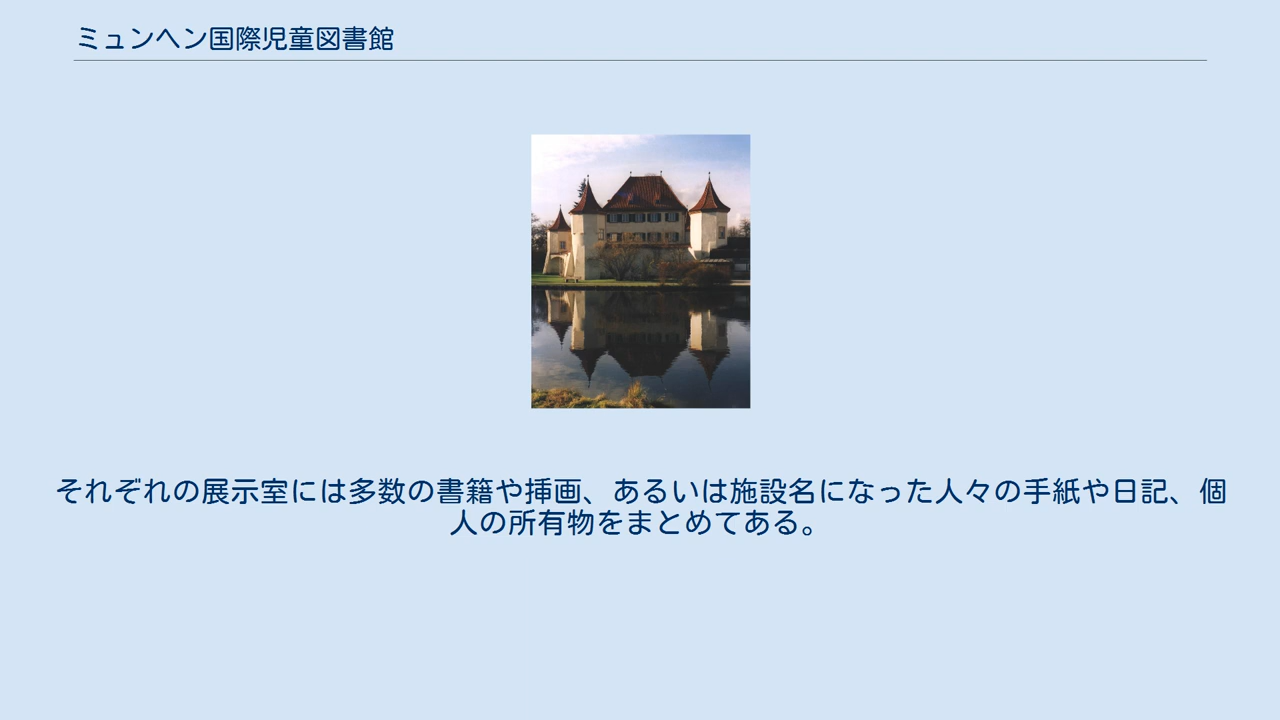 ミュンヘン国際児童図書館
それぞれの展示室には多数の書籍や挿画、あるいは施設名になった人々の手紙や日記、個
人の所有物をまとめてある。